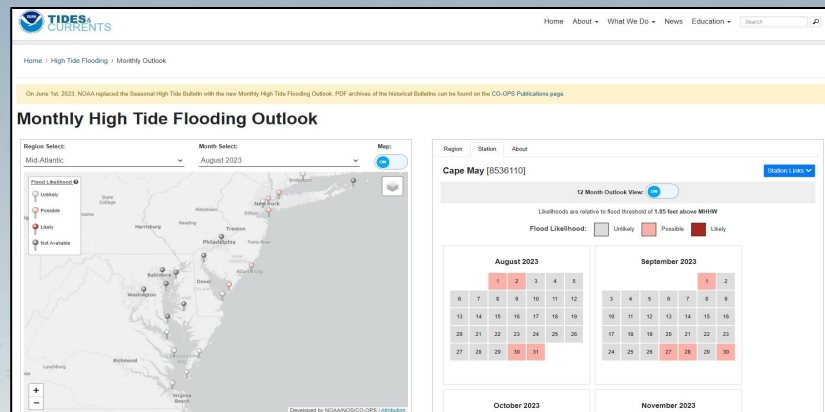 NOAA
TIDES&
CURRENTS
Home About What We Do News Education Search
Home / High Tide Flooding / Monthly Outlook
On June 1st, 2023, NOAA replaced the Seasonal High Tide Bulletin with the new Monthly High Tide Flooding Outlook. PDF archives of the historical Bulletins can be found on the CO-OPS Publications page.
Monthly High Tide Flooding Outlook
Region Select: Month Select: Map:
Mid-Atlantic August 2023 ON
Flood Likelihood
Unlikely
Possible
Likely
Not Available
State
College
Harrisburg
Reading
Allentown
Edison
Bridgeport
New York
Trenton
Philadelphia
Toms River
NEW
JERSEY
Atlantic City
Dover
Baltimore
Washington
Richmond
Lynchburg
Virginia
Beach
+
−
Developed by NOAA/NOS/CO-OPS | Attribution
Region Station About
Cape May [8536110] Station Links
12 Month Outlook View: ON
Likelihoods are relative to flood threshold of 1.85 feet above MHHW
Flood Likelihood: Unlikely Possible Likely
August 2023
1 2 3 4 5
6 7 8 9 10 11 12
13 14 15 16 17 18 19
20 21 22 23 24 25 26
27 28 29 30 31
September 2023
1 2
3 4 5 6 7 8 9
10 11 12 13 14 15 16
17 18 19 20 21 22 23
24 25 26 27 28 29 30
October 2023
November 2023